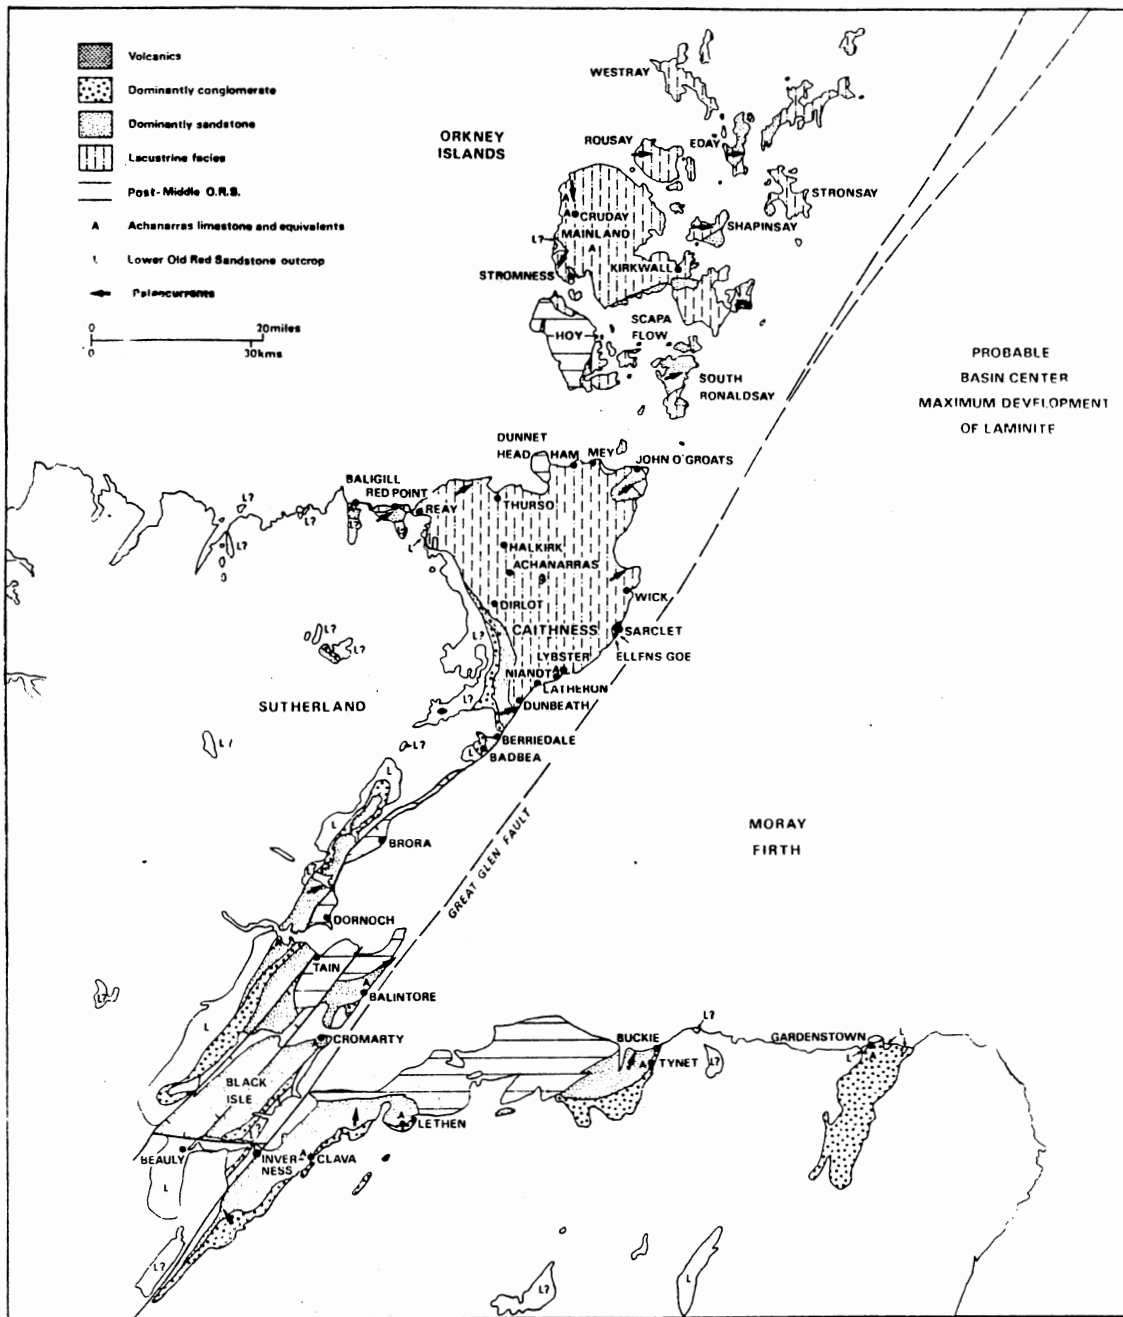 Volcanics
Dominantly conglomerate
Dominantly sandstone
Lacustrine facies
Post-Middle O.R.S.
A Achanarras limestone and equivalents
L Lower Old Red Sandstone outcrop
Paleocurrents
0 20miles
0 30kms
ORKNEY
ISLANDS
WESTRAY
ROUSAY
EDAY
STRONSAY
A
A CRUDAY
MAINLAND
A
SHAPINSAY
L?
STROMNESS
KIRKWALL
HOY
SCAPA
FLOW
SOUTH
RONALDSAY
PROBABLE
BASIN CENTER
MAXIMUM DEVELOPMENT
OF LAMINITE
DUNNET
HEAD
HAM
MEY
JOHN O'GROATS
BALIGILL
RED POINT
REAY
THURSO
L?
L?
L?
L?
L?
L
HALKIRK
ACHANARRAS
WICK
DIRLOT
CAITHNESS
SARCLET
ELLENS GOE
L?
L?
L?
LYBSTER
A
NIANDT
LATHERON
DUNBEATH
L?
SUTHERLAND
BERRIEDALE
L
BADBEA
L?
L?
L
L
BRORA
GREAT GLEN FAULT
MORAY
FIRTH
DORNOCH
TAIN
A
BALINTORE
L?
L
CROMARTY
A
BLACK
ISLE
BUCKIE
A TYNET
L?
L?
GARDENSTOWN
L
A
L
A
LETHEN
BEAULY
INVER-
NESS
A
CLAVA
L
L?
L?
L